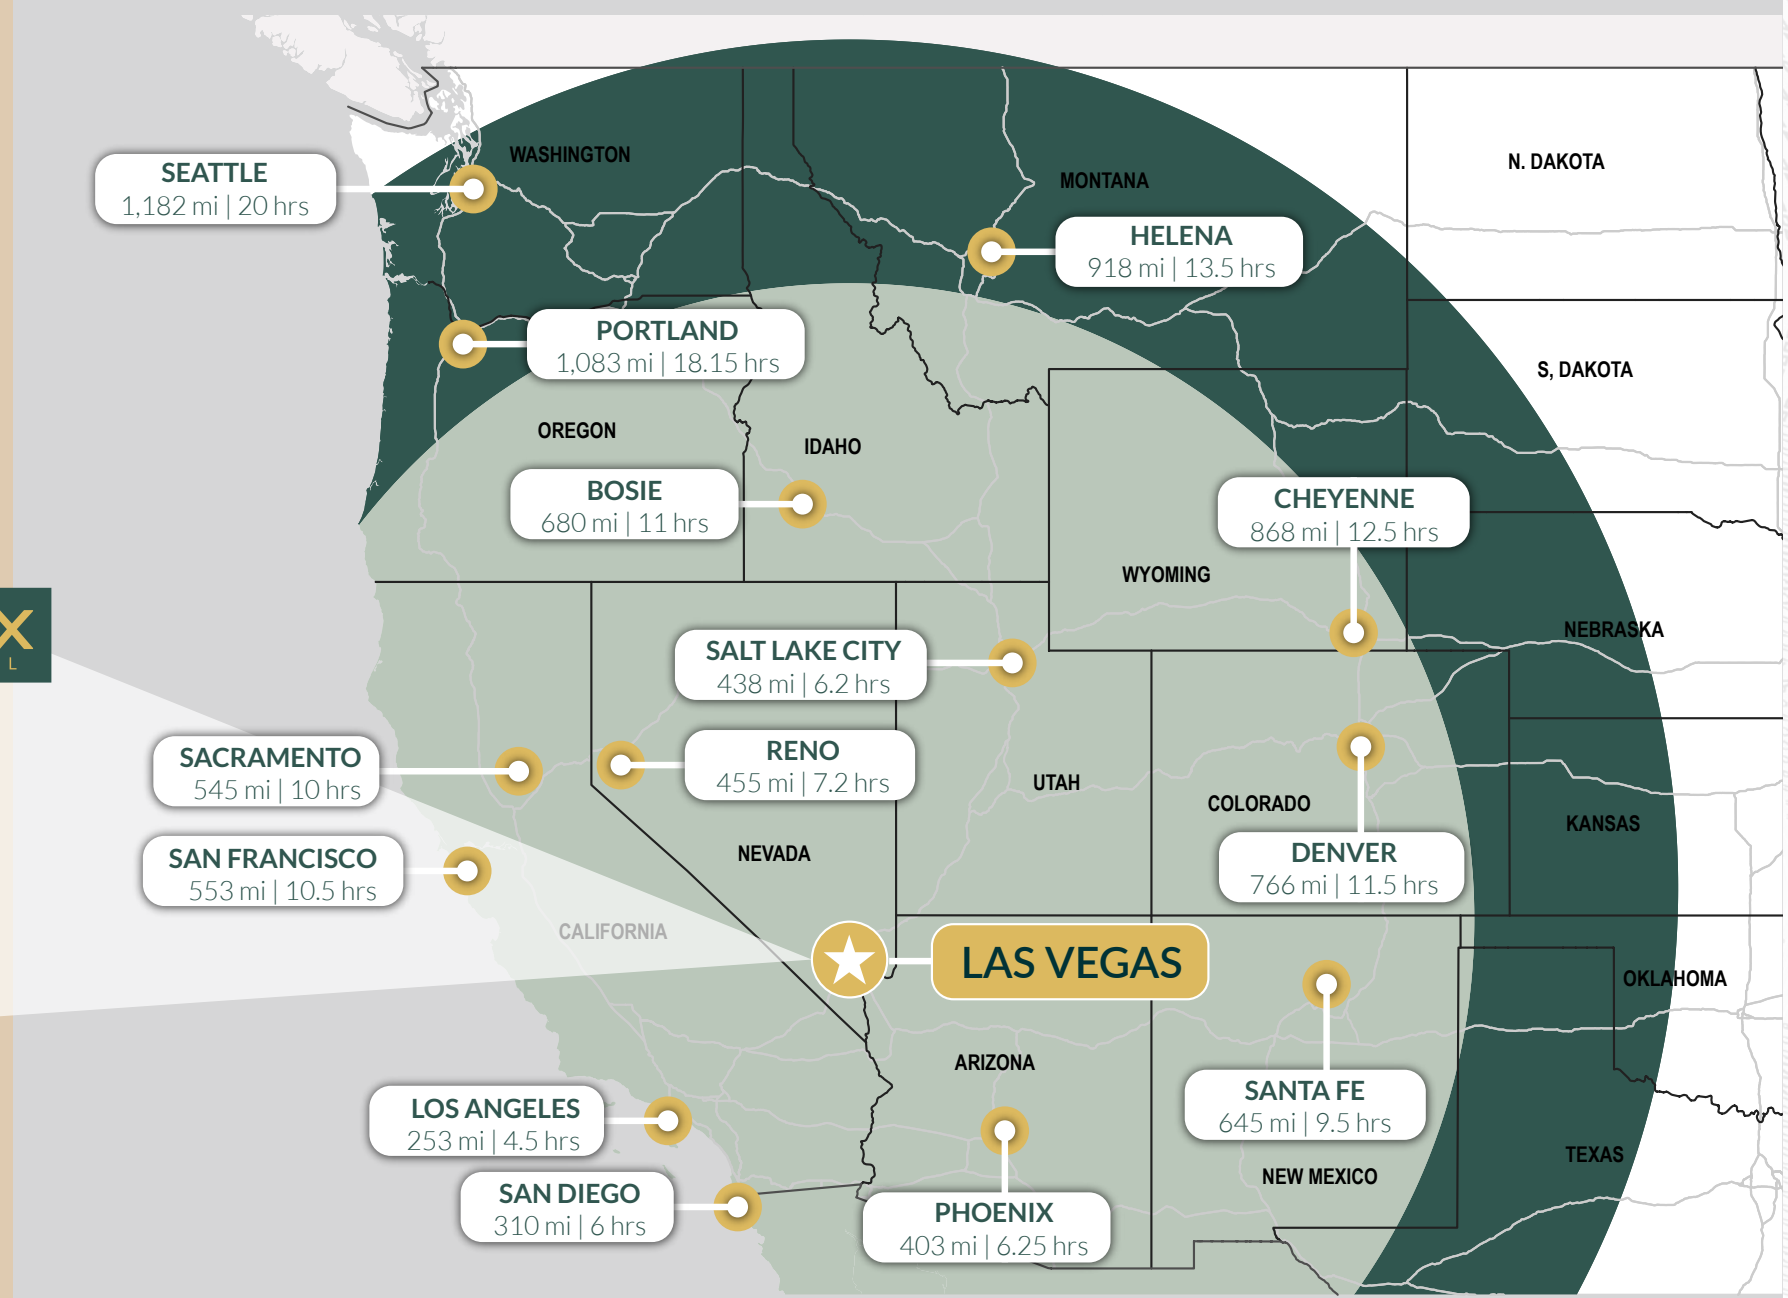 WASHINGTON
N. DAKOTA
SEATTLE
1,182 mi | 20 hrs
MONTANA
HELENA
918 mi | 13.5 hrs
PORTLAND
1,083 mi | 18.15 hrs
S, DAKOTA
OREGON
IDAHO
BOSIE
680 mi | 11 hrs
CHEYENNE
868 mi | 12.5 hrs
WYOMING
NEBRASKA
X
L
SALT LAKE CITY
438 mi | 6.2 hrs
SACRAMENTO
545 mi | 10 hrs
RENO
455 mi | 7.2 hrs
UTAH
COLORADO
KANSAS
NEVADA
SAN FRANCISCO
553 mi | 10.5 hrs
DENVER
766 mi | 11.5 hrs
CALIFORNIA
LAS VEGAS
OKLAHOMA
ARIZONA
LOS ANGELES
253 mi | 4.5 hrs
SANTA FE
645 mi | 9.5 hrs
TEXAS
NEW MEXICO
SAN DIEGO
310 mi | 6 hrs
PHOENIX
403 mi | 6.25 hrs